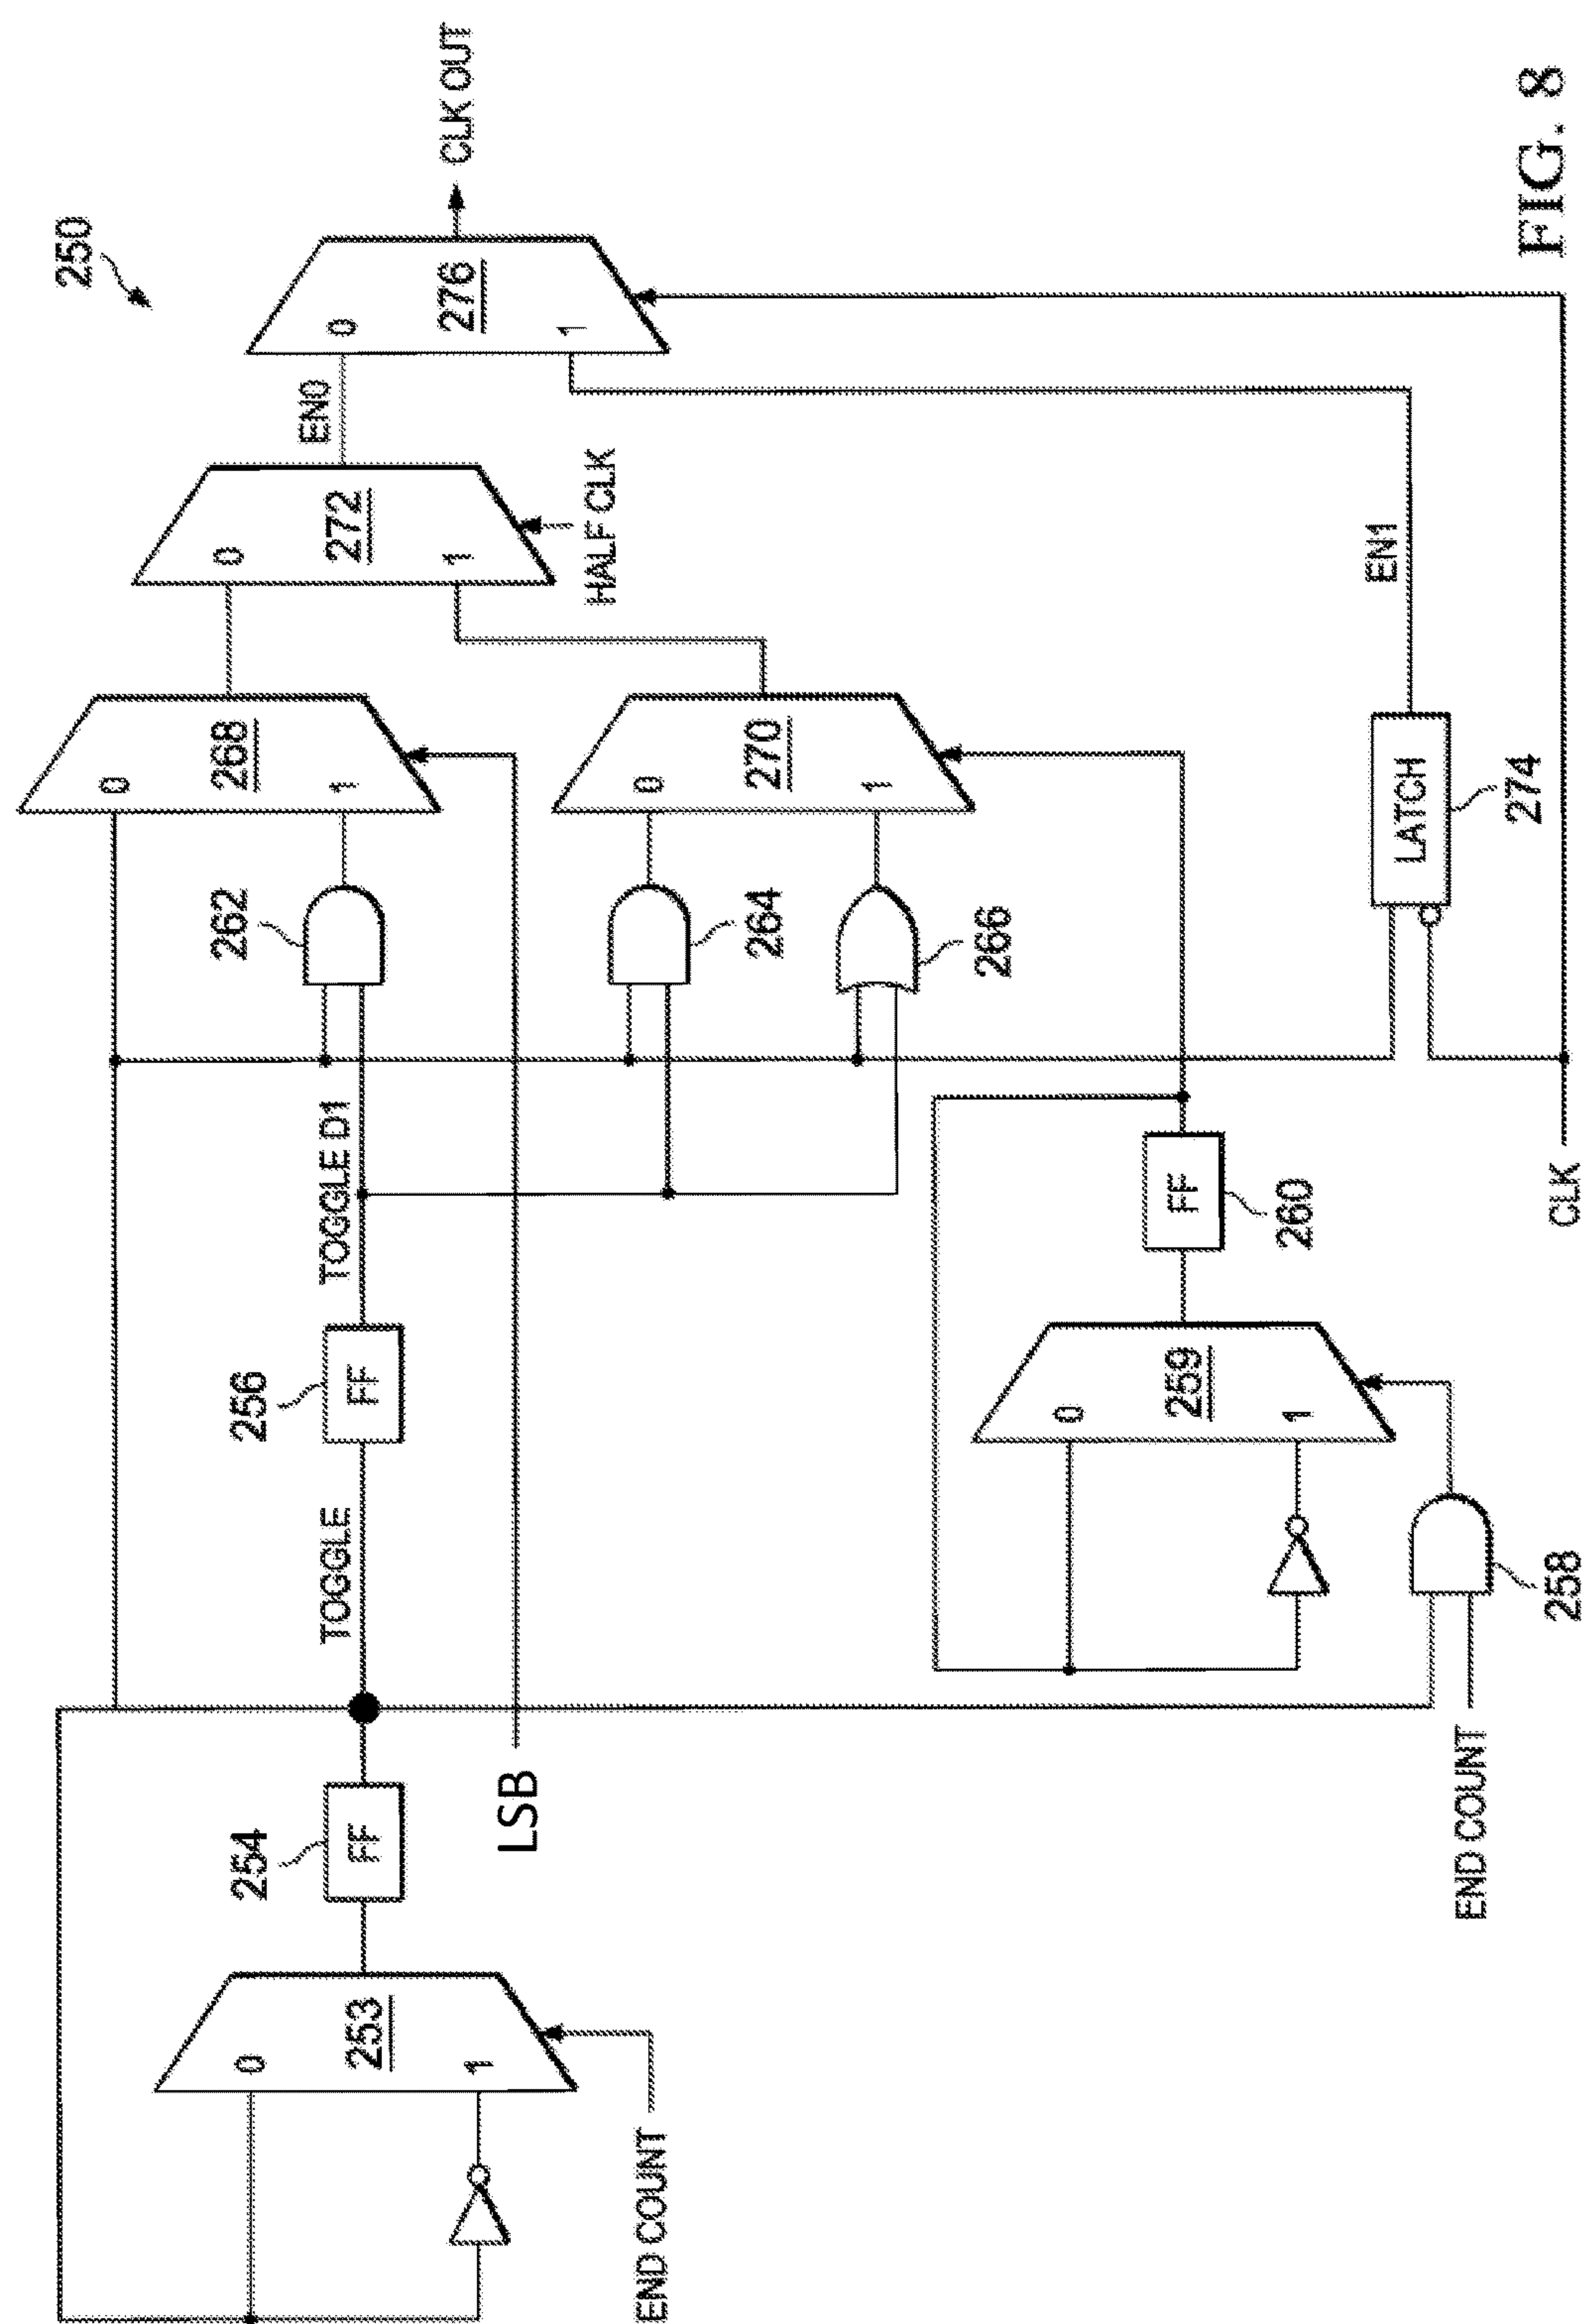 250
CLK OUT
276
0
1
EN0
272
0
1
HALF CLK
268
0
1
270
0
1
262
264
266
EN1
LATCH
274
TOGGLE D1
256
FF
TOGGLE
FF
260
CLK
259
0
1
258
END COUNT
254
FF
LSB
253
0
1
END COUNT
FIG. 8